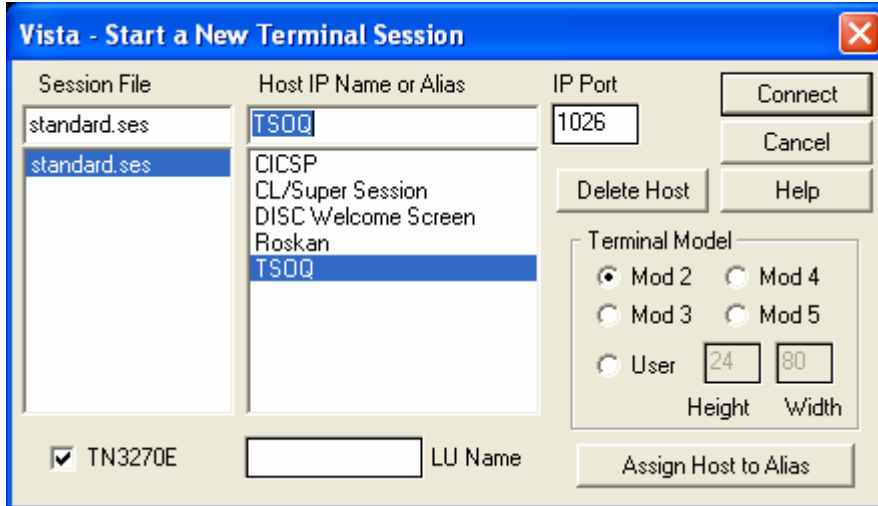 Vista - Start a New Terminal Session
Session File
Host IP Name or Alias
IP Port
standard.ses
TSOQ
1026
Connect
Cancel
Help
standard.ses
CICSP
CL/Super Session
DISC Welcome Screen
Roskan
TSOQ
Delete Host
Terminal Model
Mod 2
Mod 4
Mod 3
Mod 5
User
24
80
Height
Width
TN3270E
LU Name
Assign Host to Alias